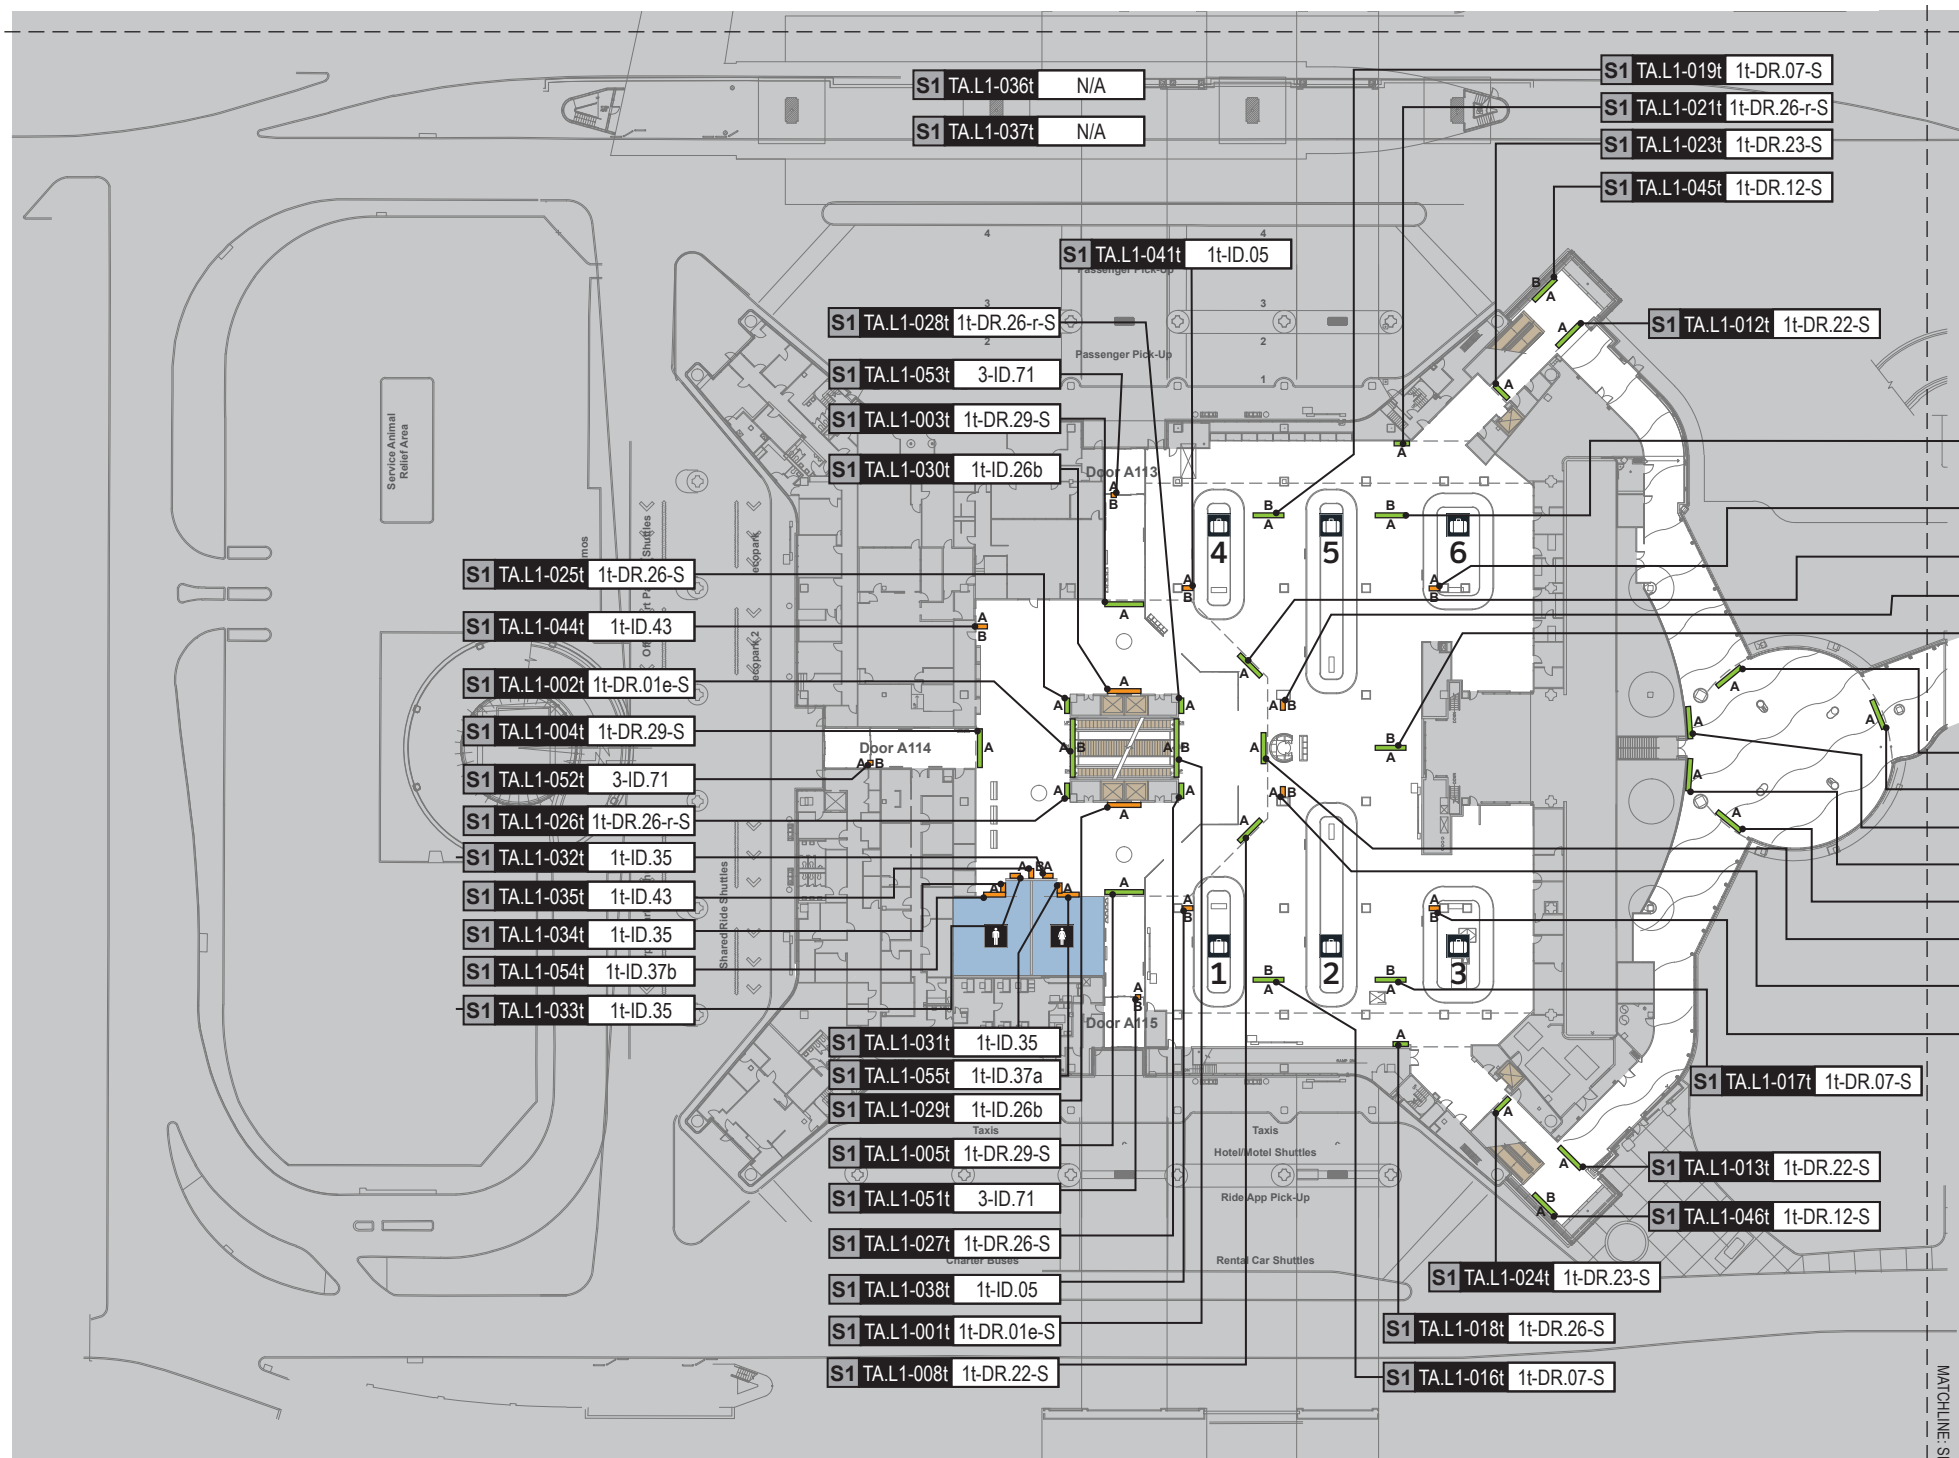 S1 TA.L1-036t N/A
S1 TA.L1-037t N/A
S1 TA.L1-019t 1t-DR.07-S
S1 TA.L1-021t 1t-DR.26-r-S
S1 TA.L1-023t 1t-DR.23-S
S1 TA.L1-045t 1t-DR.12-S
4
4
S1 TA.L1-041t 1t-ID.05
Passenger Pick-Up
3
3
S1 TA.L1-028t 1t-DR.26-r-S
S1 TA.L1-012t 1t-DR.22-S
2
2
Passenger Pick-Up
S1 TA.L1-053t 3-ID.71
1
S1 TA.L1-003t 1t-DR.29-S
S1 TA.L1-030t 1t-ID.26b
Door A113
Service Animal
Relief Area
4
5
6
S1 TA.L1-025t 1t-DR.26-S
S1 TA.L1-044t 1t-ID.43
S1 TA.L1-002t 1t-DR.01e-S
S1 TA.L1-004t 1t-DR.29-S
Door A114
S1 TA.L1-052t 3-ID.71
S1 TA.L1-026t 1t-DR.26-r-S
S1 TA.L1-032t 1t-ID.35
S1 TA.L1-035t 1t-ID.43
S1 TA.L1-034t 1t-ID.35
S1 TA.L1-054t 1t-ID.37b
S1 TA.L1-033t 1t-ID.35
Shared Ride Shuttles
ecopark
ecopark 2
1
2
3
Door A115
S1 TA.L1-031t 1t-ID.35
S1 TA.L1-055t 1t-ID.37a
S1 TA.L1-029t 1t-ID.26b
S1 TA.L1-017t 1t-DR.07-S
Taxis
Taxis
S1 TA.L1-005t 1t-DR.29-S
Hotel/Motel Shuttles
S1 TA.L1-013t 1t-DR.22-S
S1 TA.L1-051t 3-ID.71
Ride App Pick-Up
S1 TA.L1-046t 1t-DR.12-S
S1 TA.L1-027t 1t-DR.26-S
Charter Buses
Rental Car Shuttles
S1 TA.L1-024t 1t-DR.23-S
S1 TA.L1-038t 1t-ID.05
S1 TA.L1-001t 1t-DR.01e-S
S1 TA.L1-018t 1t-DR.26-S
S1 TA.L1-008t 1t-DR.22-S
S1 TA.L1-016t 1t-DR.07-S
MATCHLINE: